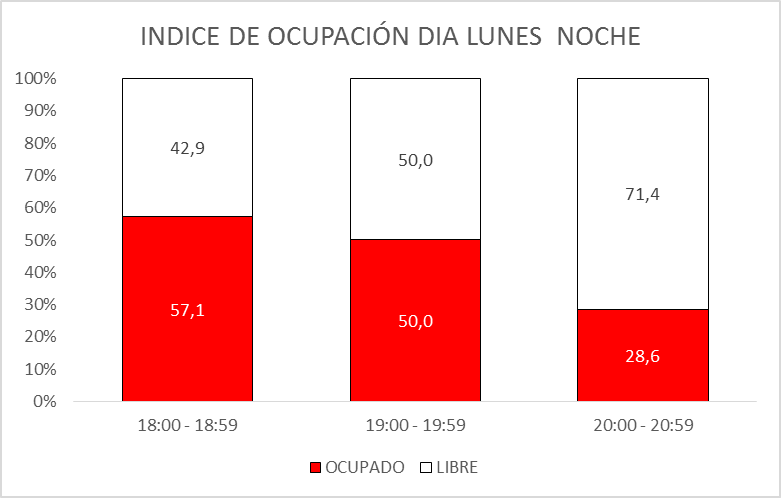 INDICE DE OCUPACIÓN DIA LUNES  NOCHE
100%
90%
80%
70%
60%
50%
40%
30%
20%
10%
0%
42,9
50,0
71,4
57,1
50,0
28,6
18:00 - 18:59
19:00 - 19:59
20:00 - 20:59
OCUPADO
LIBRE